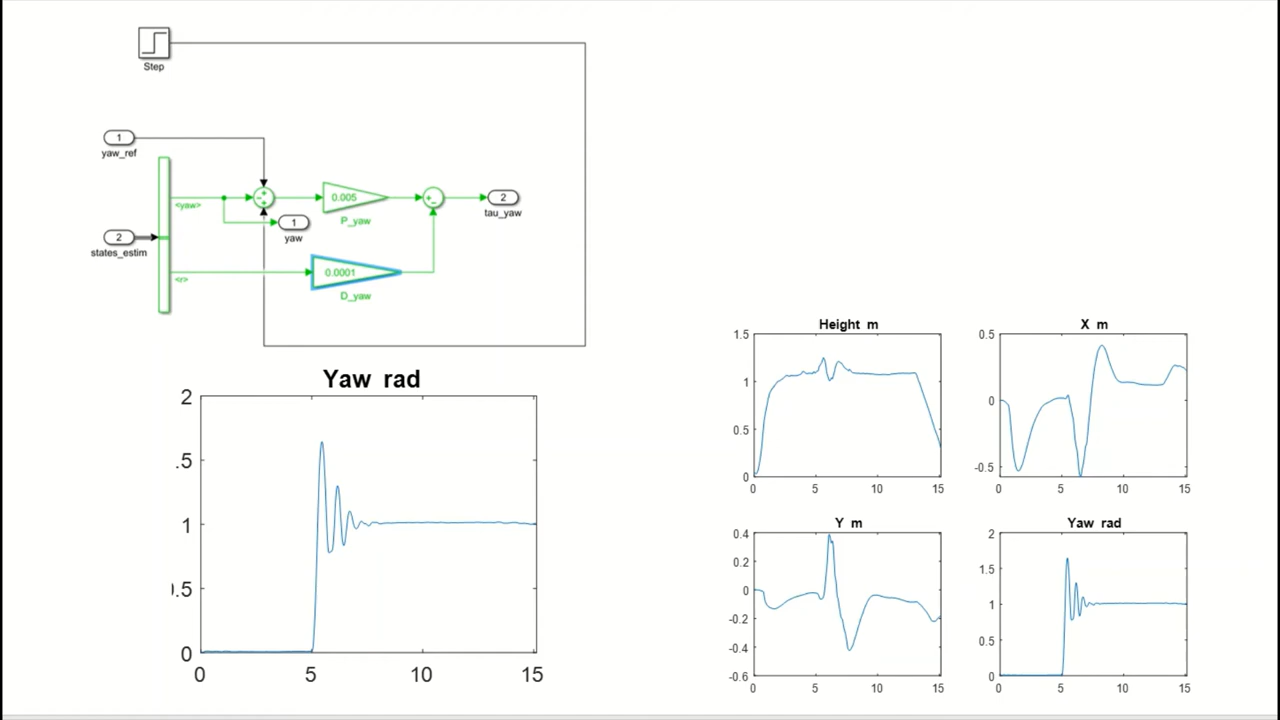 Step
1
yaw_ref
<yaw>
0.005
2
P_yaw
tau_yaw
1
yaw
2
states_estim
<r>
0.0001
D_yaw
Yaw rad
2
.5
1
.5
0
0 5 10 15
Height m
1.5
1
0.5
0
0 5 10 15
X m
0.5
0
-0.5
0 5 10 15
Y m
0.4
0.2
0
-0.2
-0.4
-0.6
0 5 10 15
Yaw rad
2
1.5
1
0.5
0
0 5 10 15